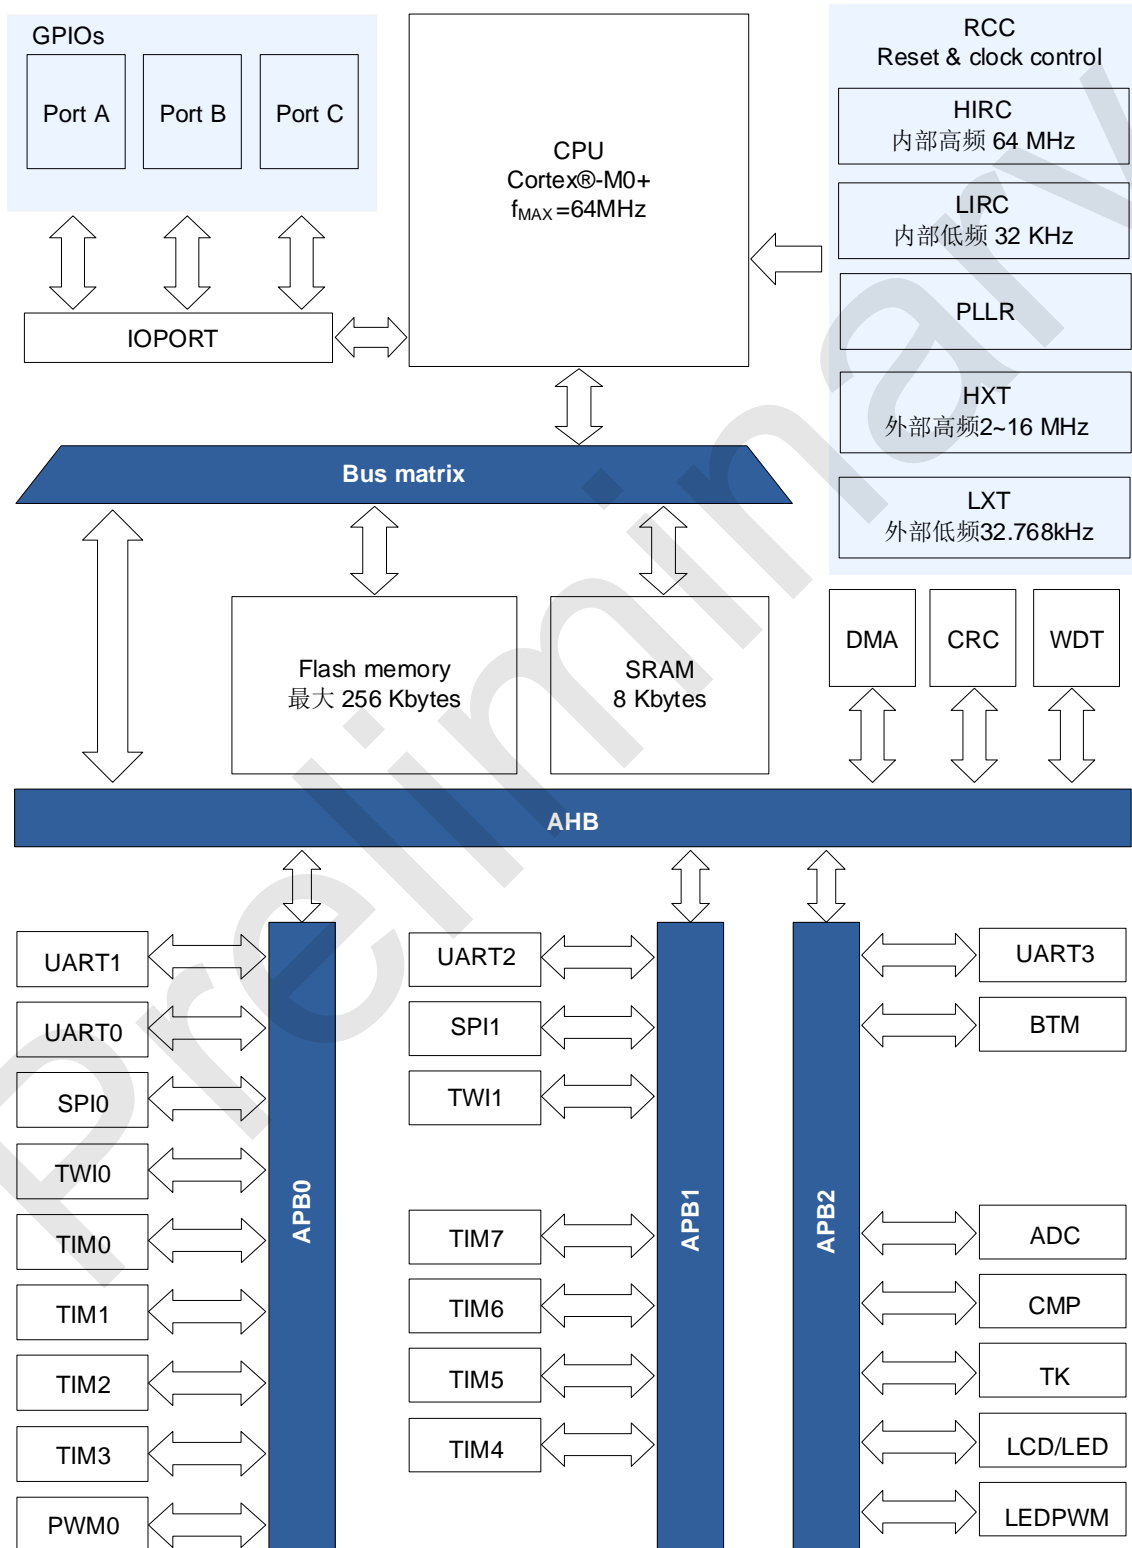 GPIOs
Port A
Port B
Port C
IOPORT
CPU
Cortex®-M0+
fMAX=64MHz
RCC
Reset & clock control
HIRC
内部高频 64 MHz
LIRC
内部低频 32 KHz
PLLR
HXT
外部高频2~16 MHz
LXT
外部低频32.768kHz
Bus matrix
Flash memory
最大 256 Kbytes
SRAM
8 Kbytes
DMA
CRC
WDT
AHB
UART1
UART0
SPI0
TWI0
TIM0
TIM1
TIM2
TIM3
PWM0
APB0
UART2
SPI1
TWI1
TIM7
TIM6
TIM5
TIM4
APB1
APB2
UART3
BTM
ADC
CMP
TK
LCD/LED
LEDPWM
Preliminary